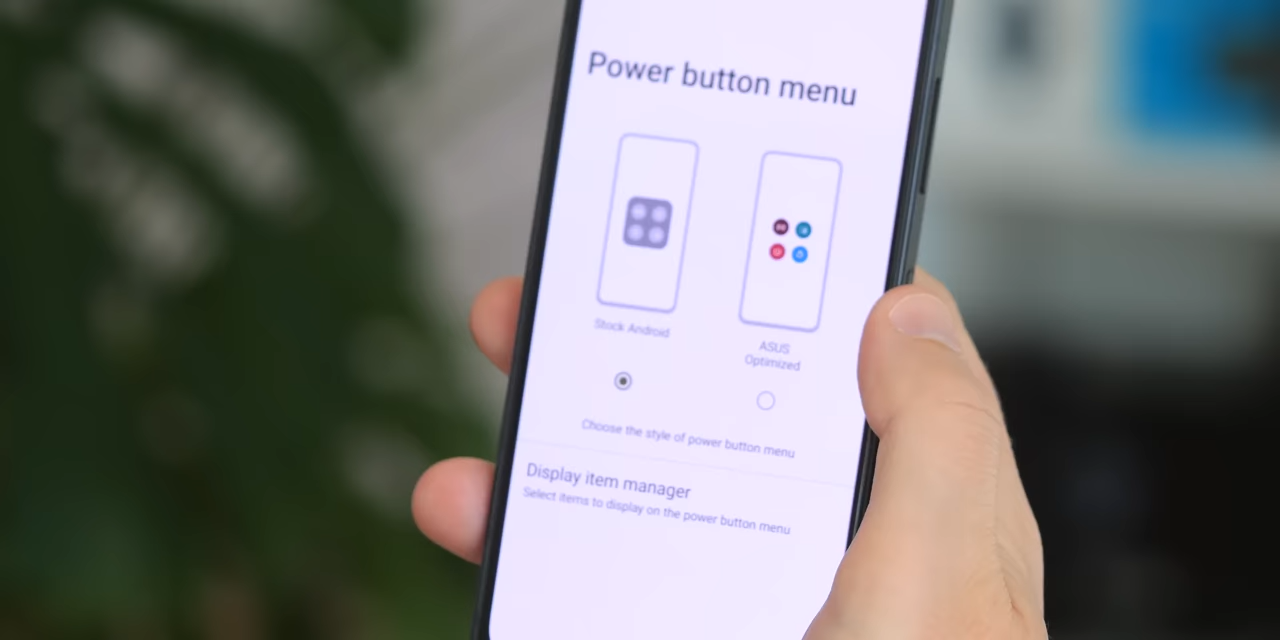 Power button menu
Stock Android
ASUS
Optimized
Choose the style of power button menu
Display item manager
Select items to display on the power button menu